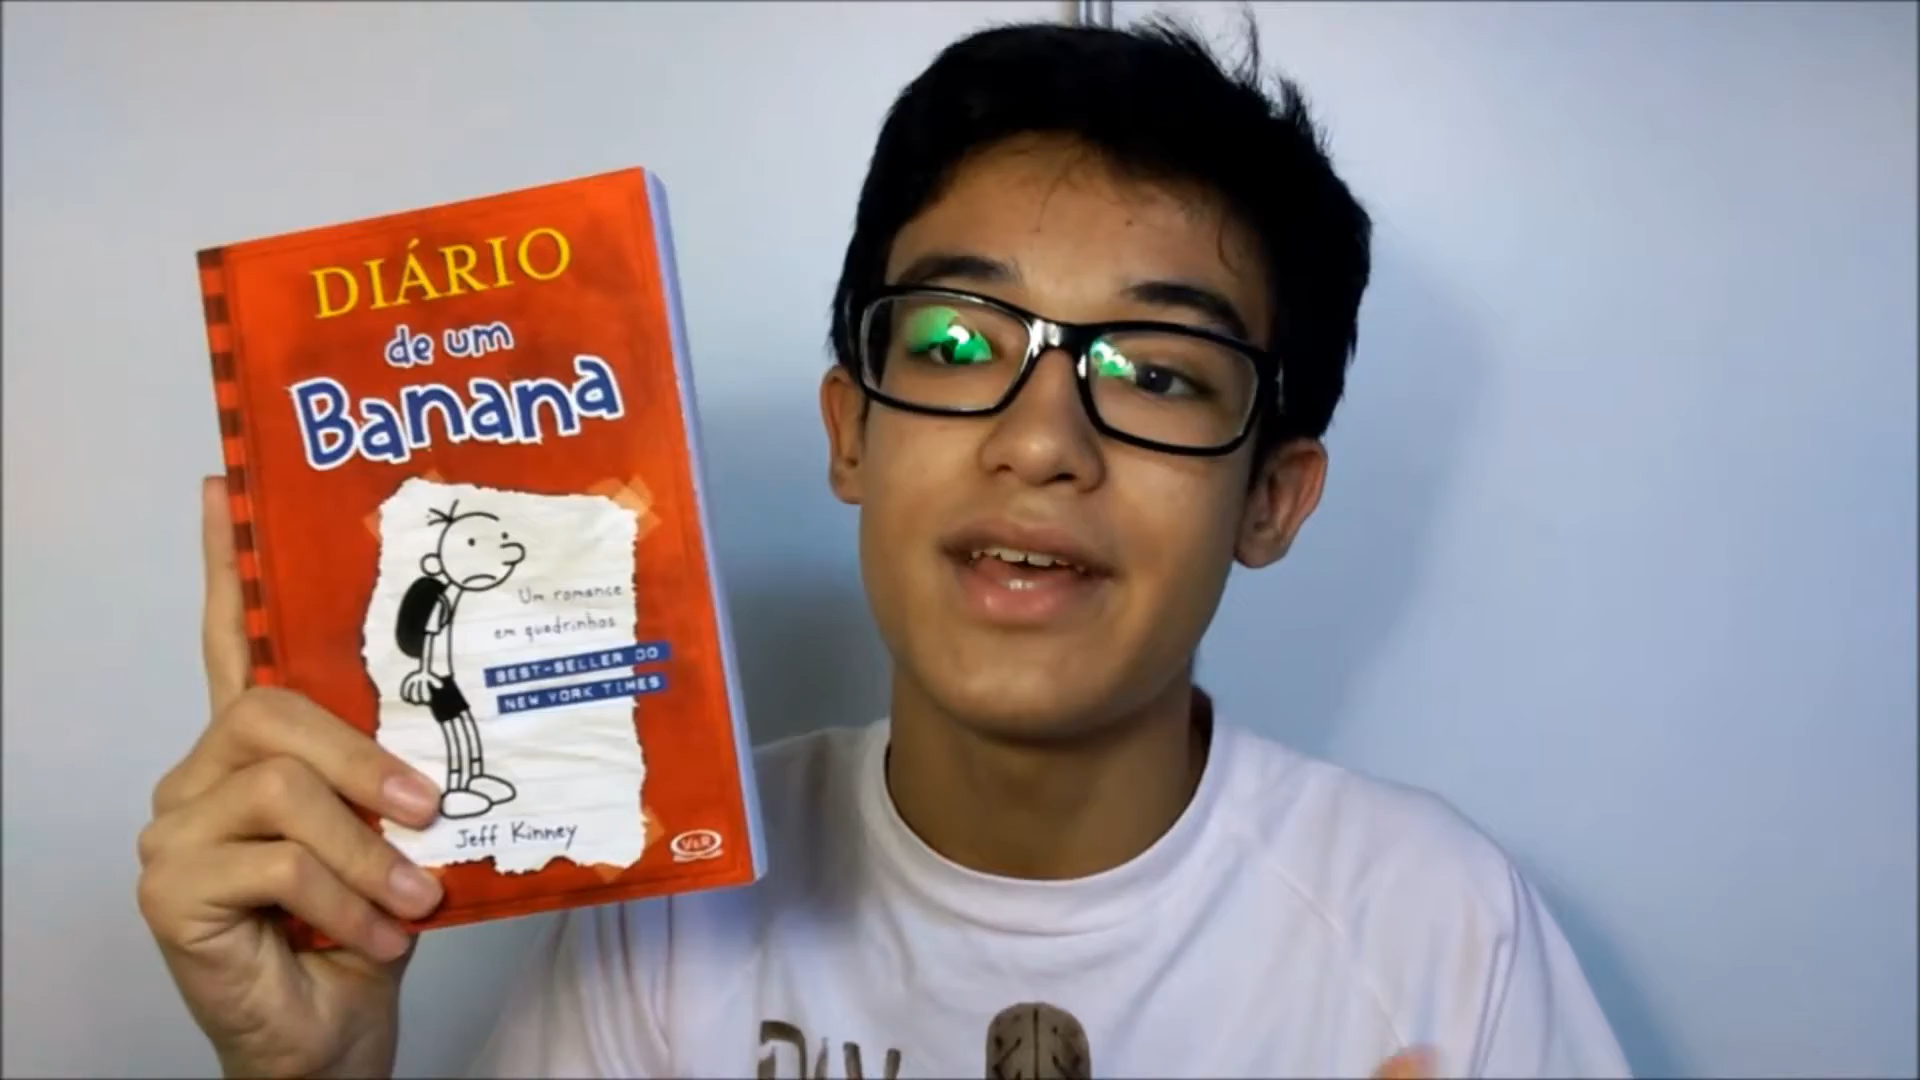 DIÁRIO
de um
Banana
Um romance
em quadrinhos
BEST-SELLER DO
NEW YORK TIMES
Jeff Kinney
V&R